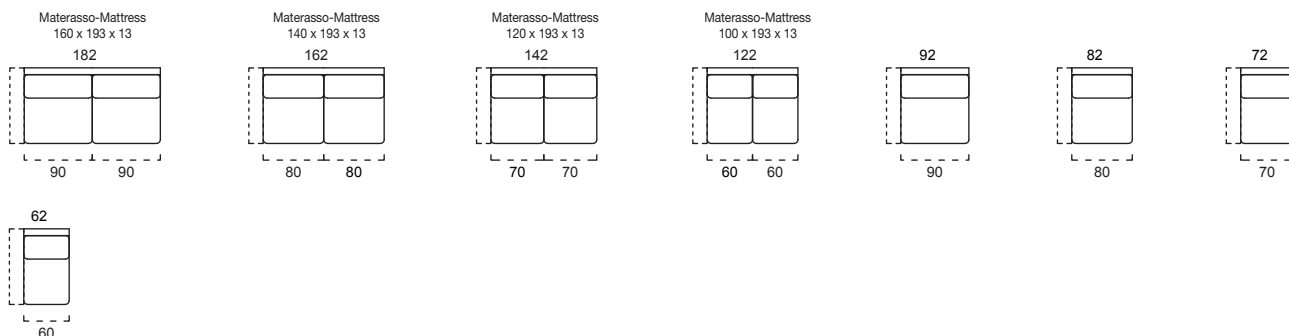 Materasso-Mattress
160 x 193 x 13
182
90 90
Materasso-Mattress
140 x 193 x 13
162
80 80
Materasso-Mattress
120 x 193 x 13
142
70 70
Materasso-Mattress
100 x 193 x 13
122
60 60
92
90
82
80
72
70
62
60